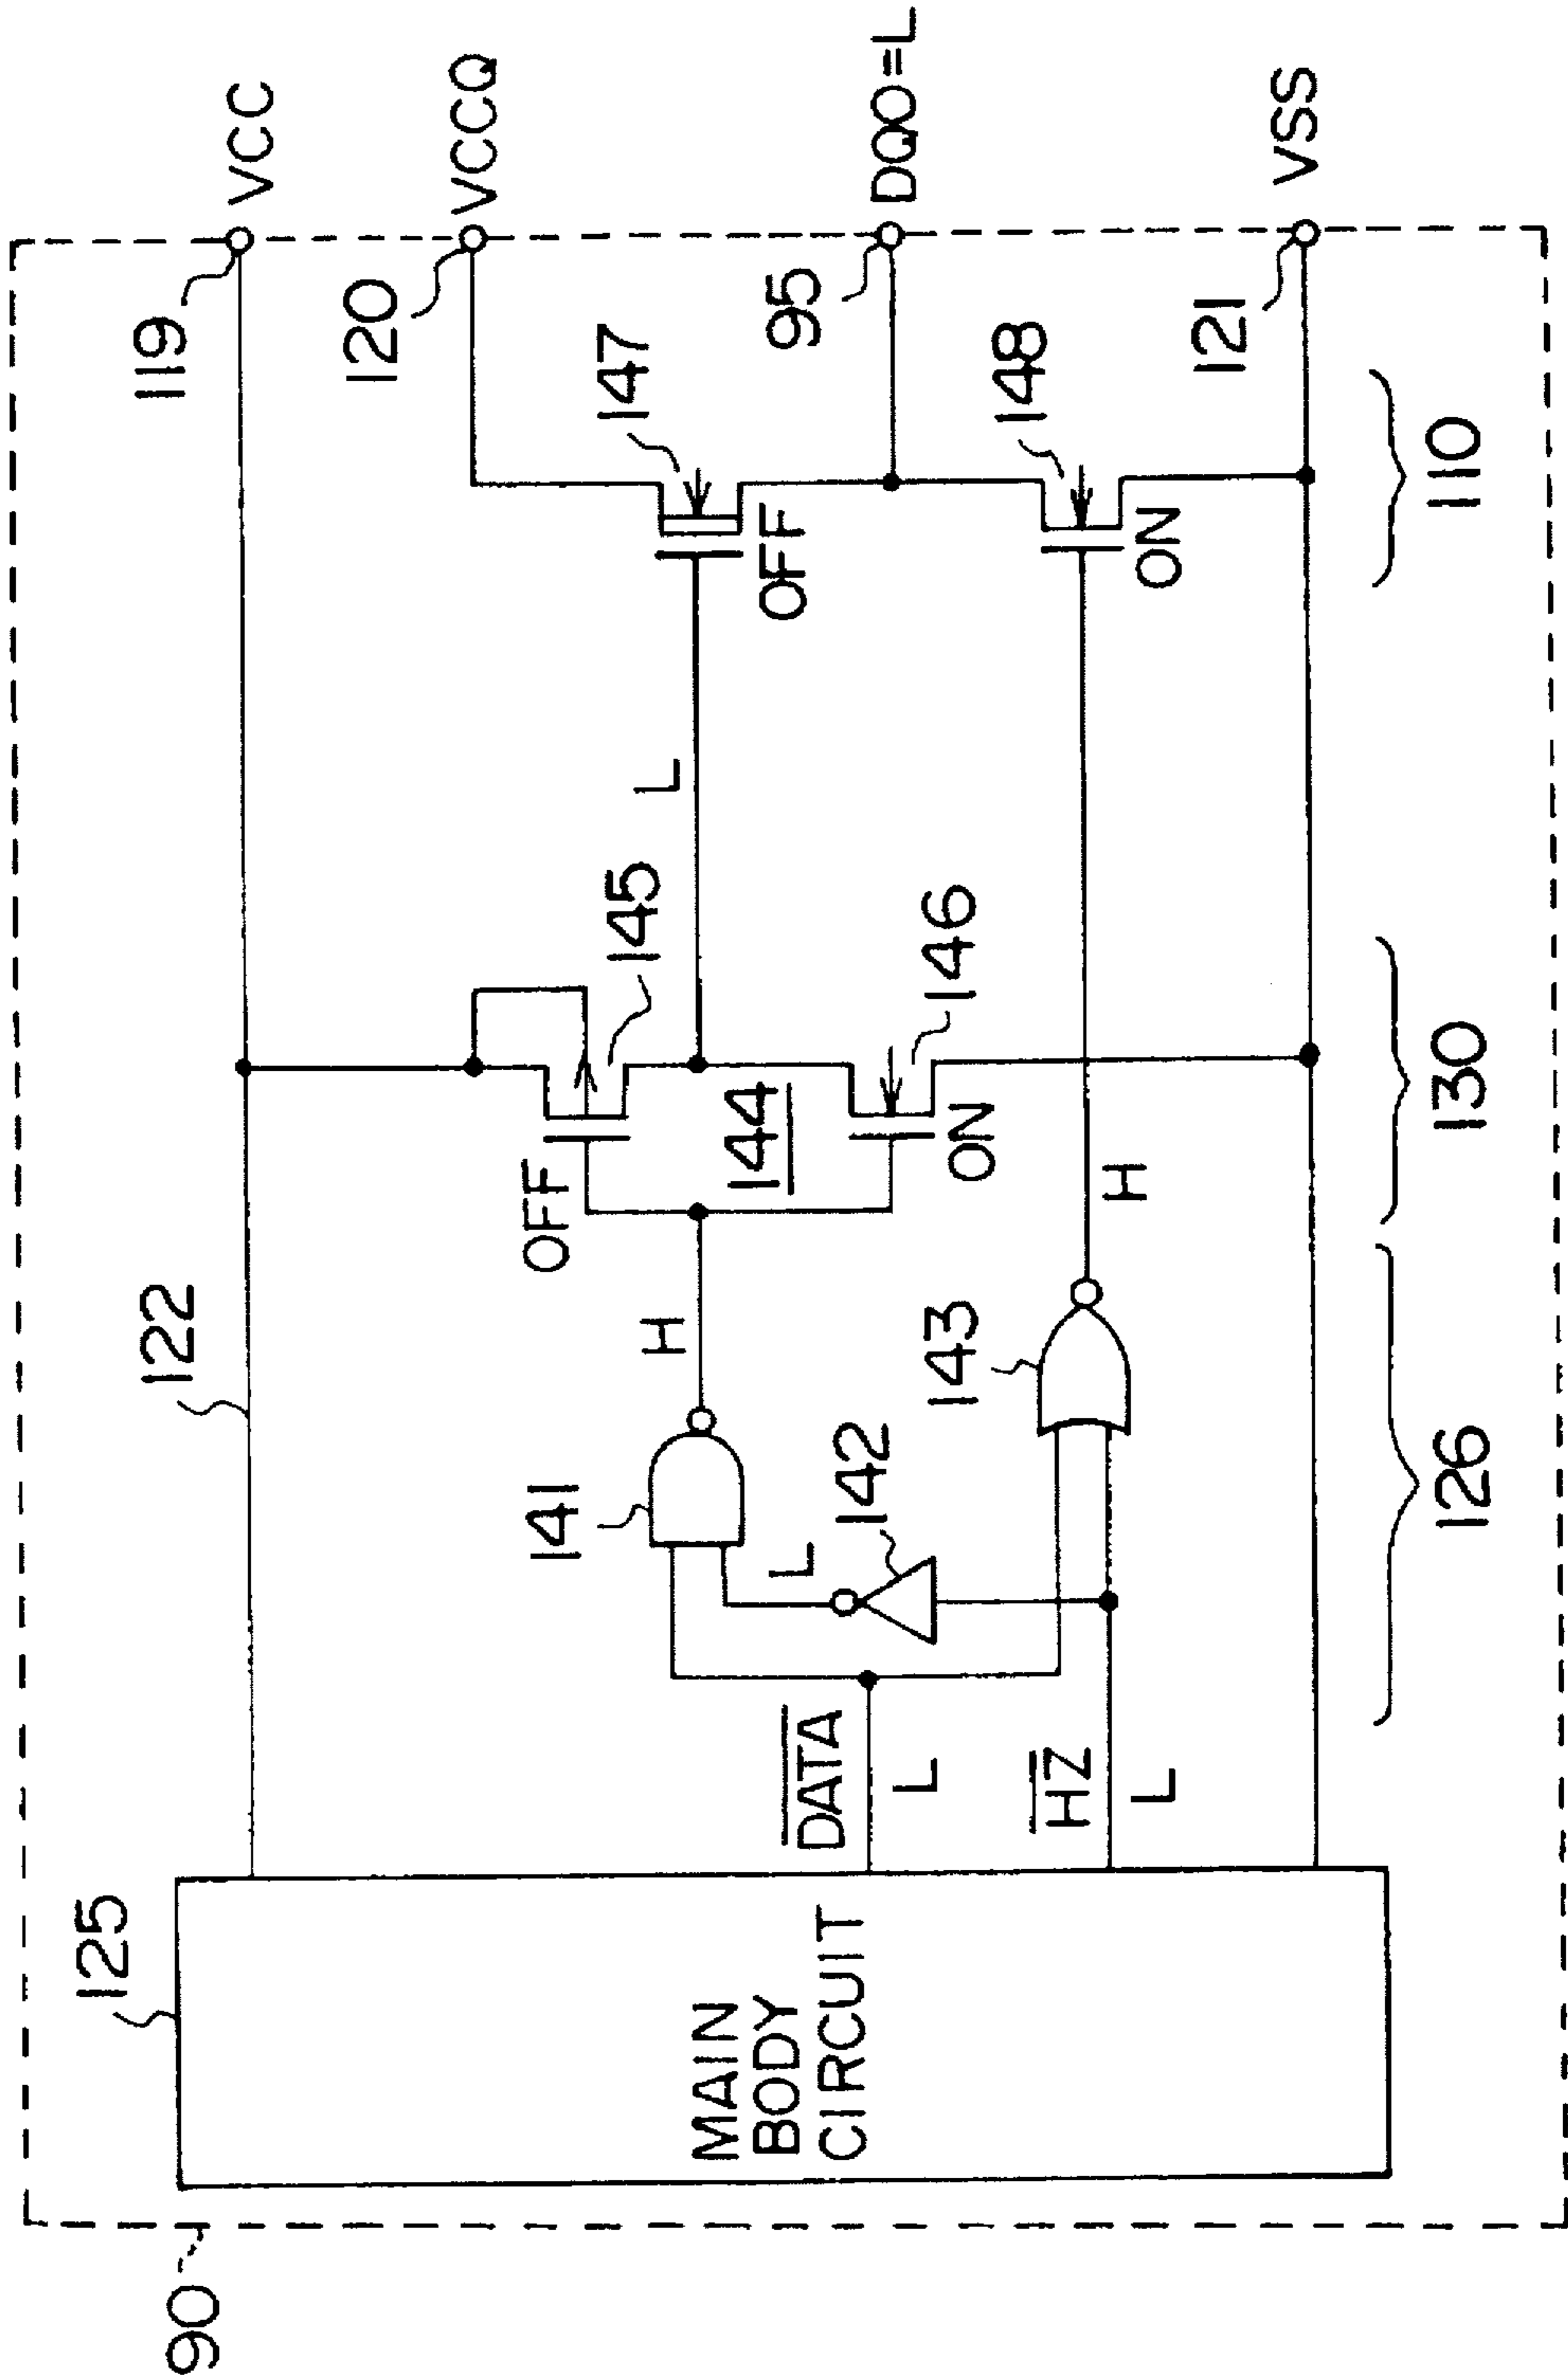 90
125
MAIN
BODY
CIRCUIT
122
119
VCC
120
VCCQ
147
OFF
95
DQ0=L
148
ON
121
VSS
110
L
145
OFF
144
146
ON
130
H
141
142
L
143
H
126
DATA
L
HZ
L